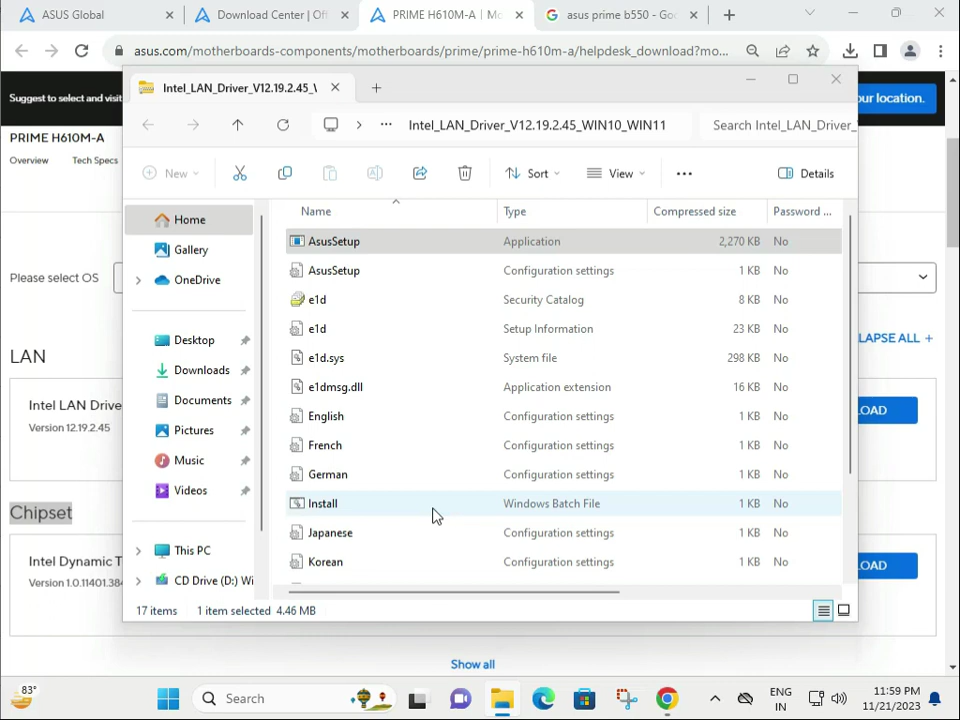 ASUS Global
Download Center | Off
PRIME H610M-A | Mo
asus prime b550 - Goo
asus.com/motherboards-components/motherboards/prime/prime-h610m-a/helpdesk_download?mo...
Suggest to select and visit
our location.
PRIME H610M-A
Overview
Tech Specs
Please select OS
LAPSE ALL +
LAN
Intel LAN Drive
Version 12.19.2.45
OAD
Chipset
Intel Dynamic T
Version 1.0.11401.384
OAD
Show all
Intel_LAN_Driver_V12.19.2.45_V
Intel_LAN_Driver_V12.19.2.45_WIN10_WIN11
Search Intel_LAN_Driver_
New
Sort
View
Details
Home
Gallery
OneDrive
Desktop
Downloads
Documents
Pictures
Music
Videos
This PC
CD Drive (D:) Wi
Name Type Compressed size Password ...
AsusSetup Application 2,270 KB No
AsusSetup Configuration settings 1 KB No
e1d Security Catalog 8 KB No
e1d Setup Information 23 KB No
e1d.sys System file 298 KB No
e1dmsg.dll Application extension 16 KB No
English Configuration settings 1 KB No
French Configuration settings 1 KB No
German Configuration settings 1 KB No
Install Windows Batch File 1 KB No
Japanese Configuration settings 1 KB No
Korean Configuration settings 1 KB No
17 items 1 item selected 4.46 MB
83°
Search
ENG
IN
11:59 PM
11/21/2023